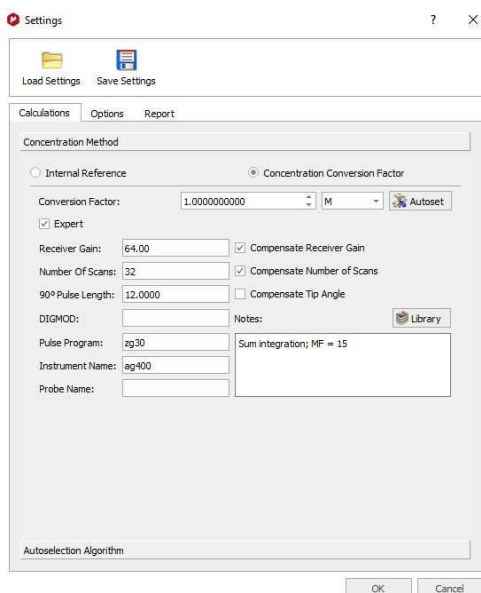 Settings
?
Load Settings Save Settings
Calculations Options Report
Concentration Method
Internal Reference Concentration Conversion Factor
Conversion Factor: 1.0000000000 M Autoset
Expert
Receiver Gain: 64.00 Compensate Receiver Gain
Number Of Scans: 32 Compensate Number of Scans
90º Pulse Length: 12.0000 Compensate Tip Angle
DIGMOD: Notes: Library
Pulse Program: zg30 Sum integration; MF = 15
Instrument Name: ag400
Probe Name:
Autoselection Algorithm
OK Cancel